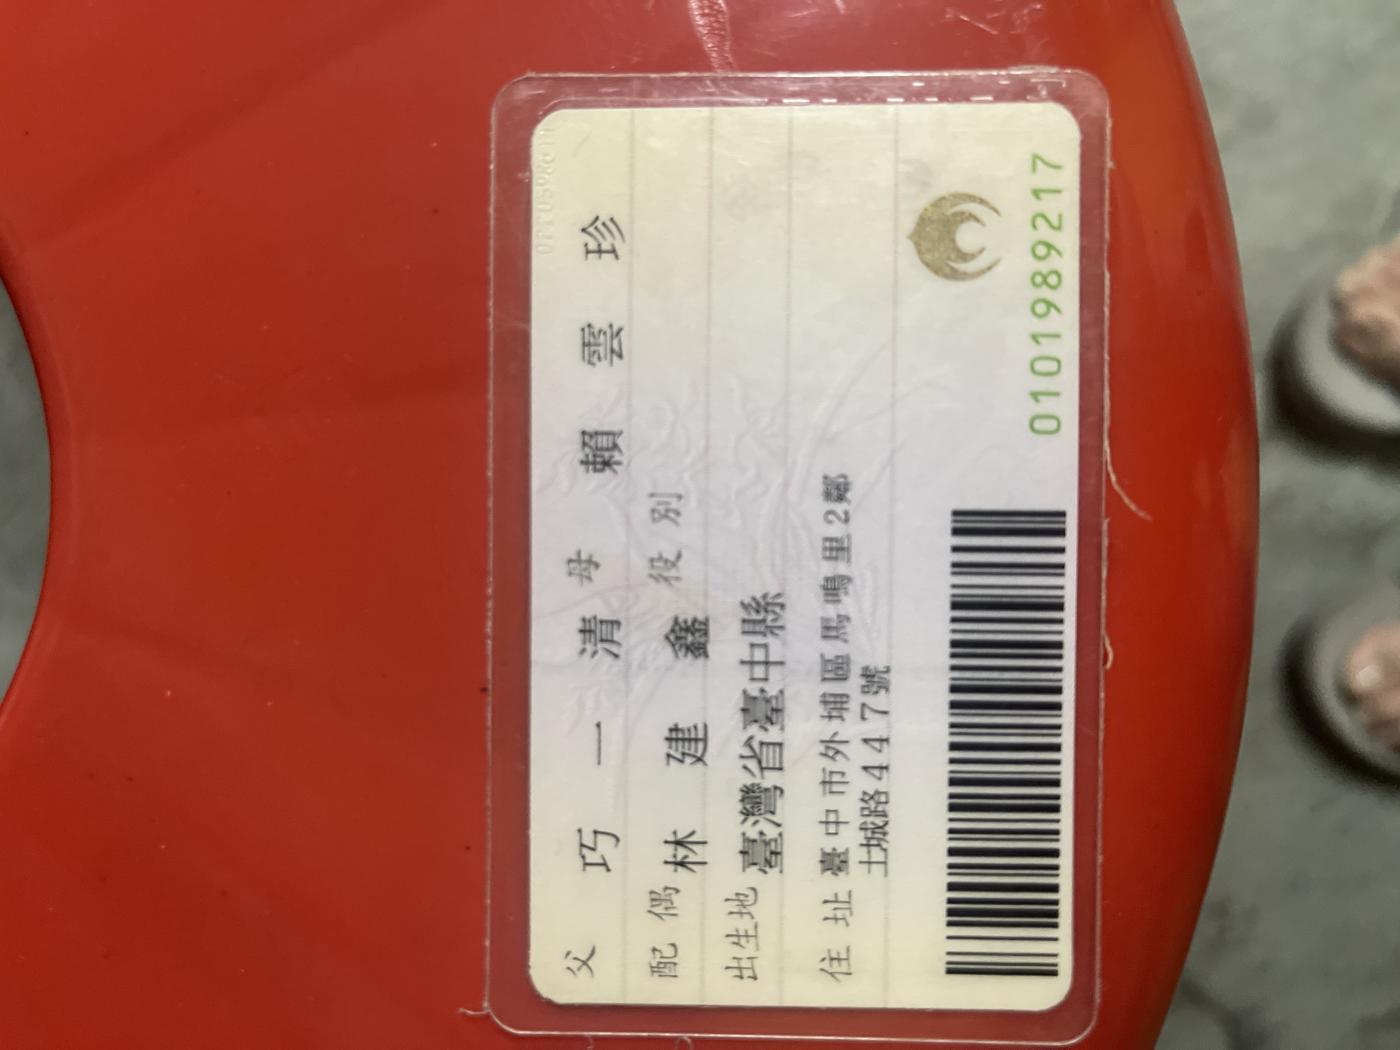 父 巧一清 母 賴雲珍
配偶 林建鑫 役別
出生地 臺灣省臺中縣
住址 臺中市外埔區馬鳴里2鄰
土城路447號
0101989217